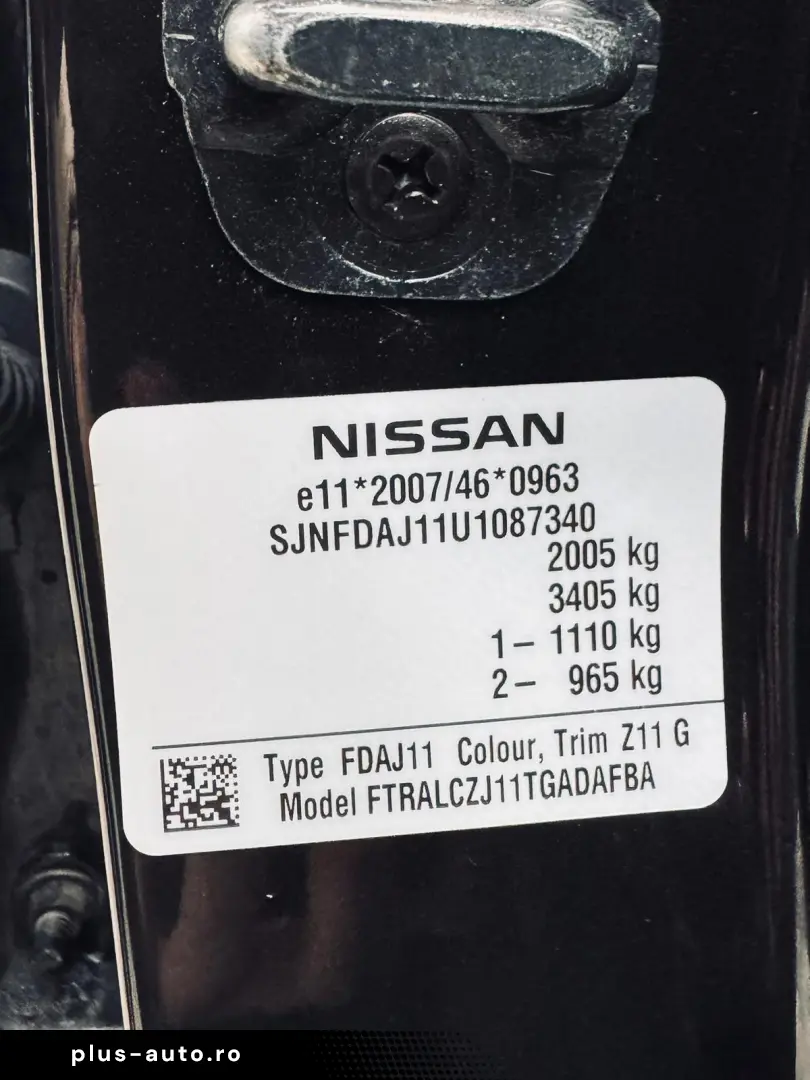 NISSAN
e11*2007/46*0963
SJNFDAJ11U1087340
2005 kg
3405 kg
1- 1110 kg
2- 965 kg
Type FDAJ11 Colour, Trim Z11 G
Model FTRALCZJ11TGADAFBA
plus-auto.ro